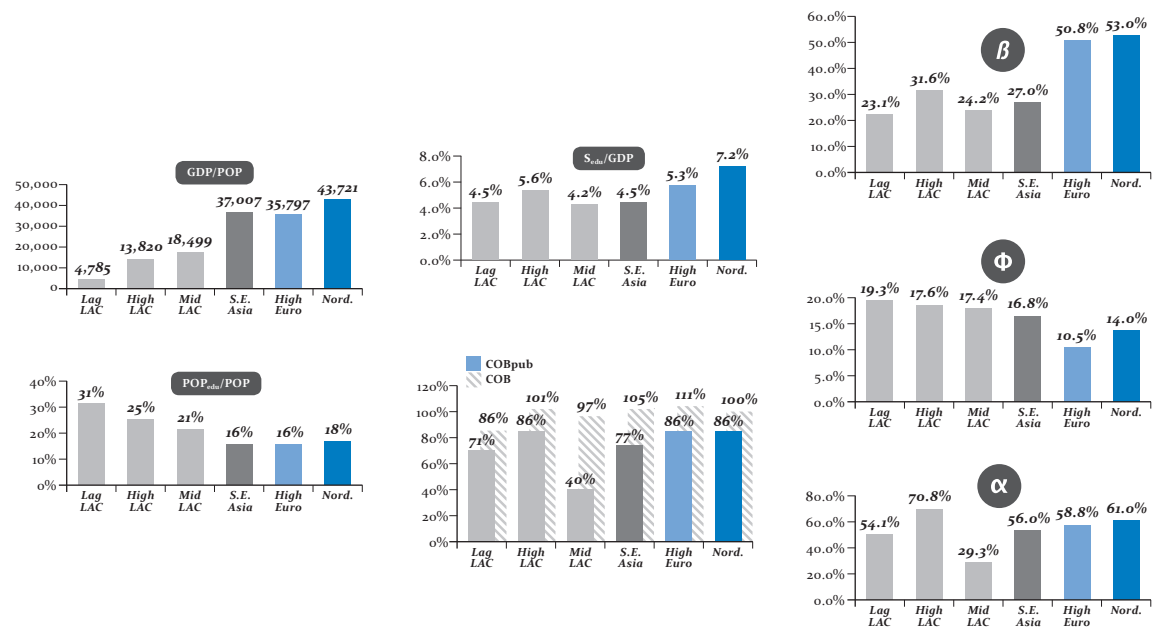 GDP/POP
50,000
40,000
30,000
20,000
10,000
0
4,785
13,820
18,499
37,007
35,797
43,721
Lag LAC
High LAC
Mid LAC
S.E. Asia
High Euro
Nord.
POPedu/POP
40%
30%
20%
10%
0%
31%
25%
21%
16%
16%
18%
Lag LAC
High LAC
Mid LAC
S.E. Asia
High Euro
Nord.
Sedu/GDP
8.0%
6.0%
4.0%
2.0%
0.0%
4.5%
5.6%
4.2%
4.5%
5.3%
7.2%
Lag LAC
High LAC
Mid LAC
S.E. Asia
High Euro
Nord.
COBpub
COB
120%
100%
80%
60%
40%
20%
0%
71%
86%
86%
101%
40%
97%
77%
105%
86%
111%
86%
100%
Lag LAC
High LAC
Mid LAC
S.E. Asia
High Euro
Nord.
ß
60.0%
50.0%
40.0%
30.0%
20.0%
10.0%
0.0%
23.1%
31.6%
24.2%
27.0%
50.8%
53.0%
Lag LAC
High LAC
Mid LAC
S.E. Asia
High Euro
Nord.
Φ
20.0%
15.0%
10.0%
5.0%
0.0%
19.3%
17.6%
17.4%
16.8%
10.5%
14.0%
Lag LAC
High LAC
Mid LAC
S.E. Asia
High Euro
Nord.
α
80.0%
60.0%
40.0%
20.0%
0.0%
54.1%
70.8%
29.3%
56.0%
58.8%
61.0%
Lag LAC
High LAC
Mid LAC
S.E. Asia
High Euro
Nord.